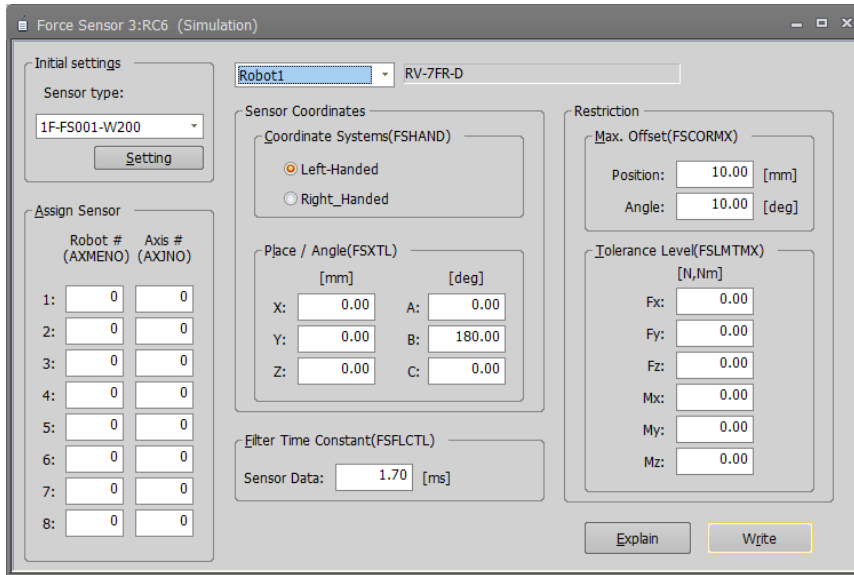 Force Sensor 3:RC6 (Simulation)
Initial settings
Sensor type:
1F-FS001-W200
Setting
Assign Sensor
Robot # Axis #
(AXMENO) (AXJNO)
1: 0 0
2: 0 0
3: 0 0
4: 0 0
5: 0 0
6: 0 0
7: 0 0
8: 0 0
Robot1 RV-7FR-D
Sensor Coordinates
Coordinate Systems(FSHAND)
Left-Handed
Right_Handed
Place / Angle(FSXTL)
[mm] [deg]
X: 0.00 A: 0.00
Y: 0.00 B: 180.00
Z: 0.00 C: 0.00
Filter Time Constant(FSFLCTL)
Sensor Data: 1.70 [ms]
Restriction
Max. Offset(FSCORMX)
Position: 10.00 [mm]
Angle: 10.00 [deg]
Tolerance Level(FSLMTMX)
[N,Nm]
Fx: 0.00
Fy: 0.00
Fz: 0.00
Mx: 0.00
My: 0.00
Mz: 0.00
Explain Write